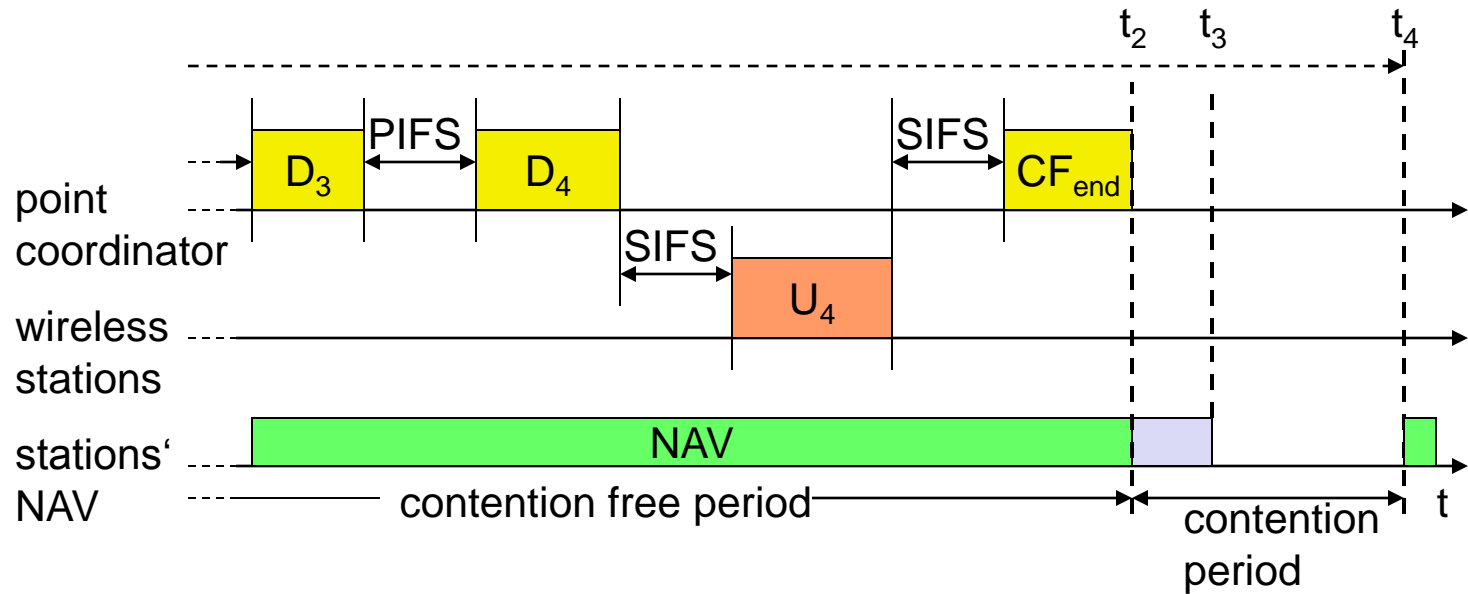 t2 t3 t4
PIFS
SIFS
D3
D4
CFend
point
coordinator
SIFS
U4
wireless
stations
NAV
stations‘
NAV
contention free period
t
contention
period